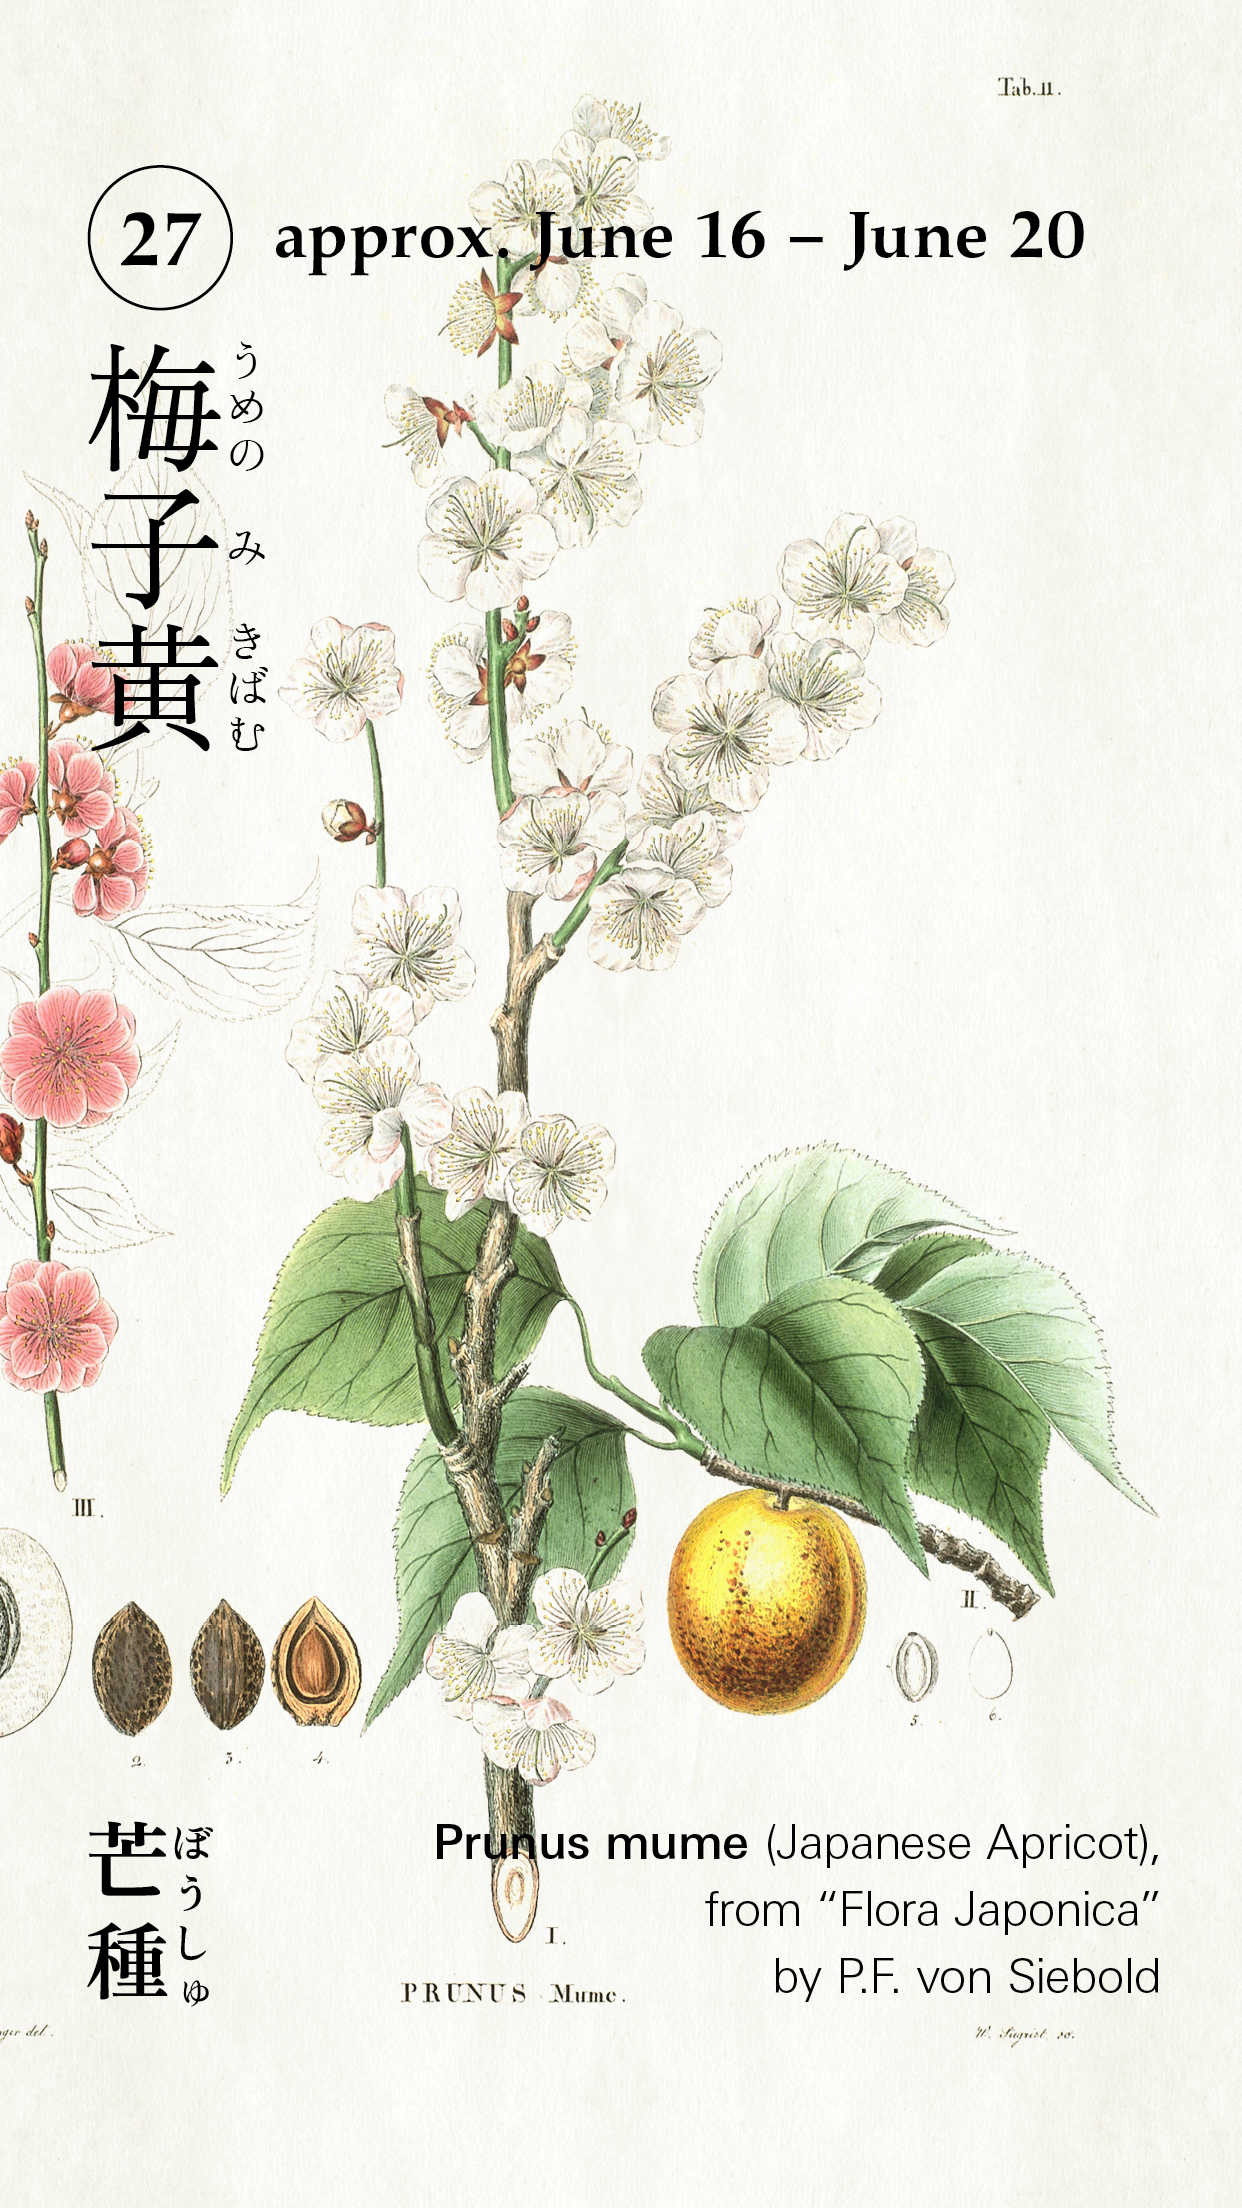 Tab. 11.
27
approx. June 16 – June 20
梅子黄
うめの み きばむ
III.
II.
2.
3.
4.
5.
6.
芒種
ぼうしゅ
Prunus mume (Japanese Apricot),
from “Flora Japonica”
by P.F. von Siebold
I.
PRUNUS Mume.
del.
W. Siegrist sc.